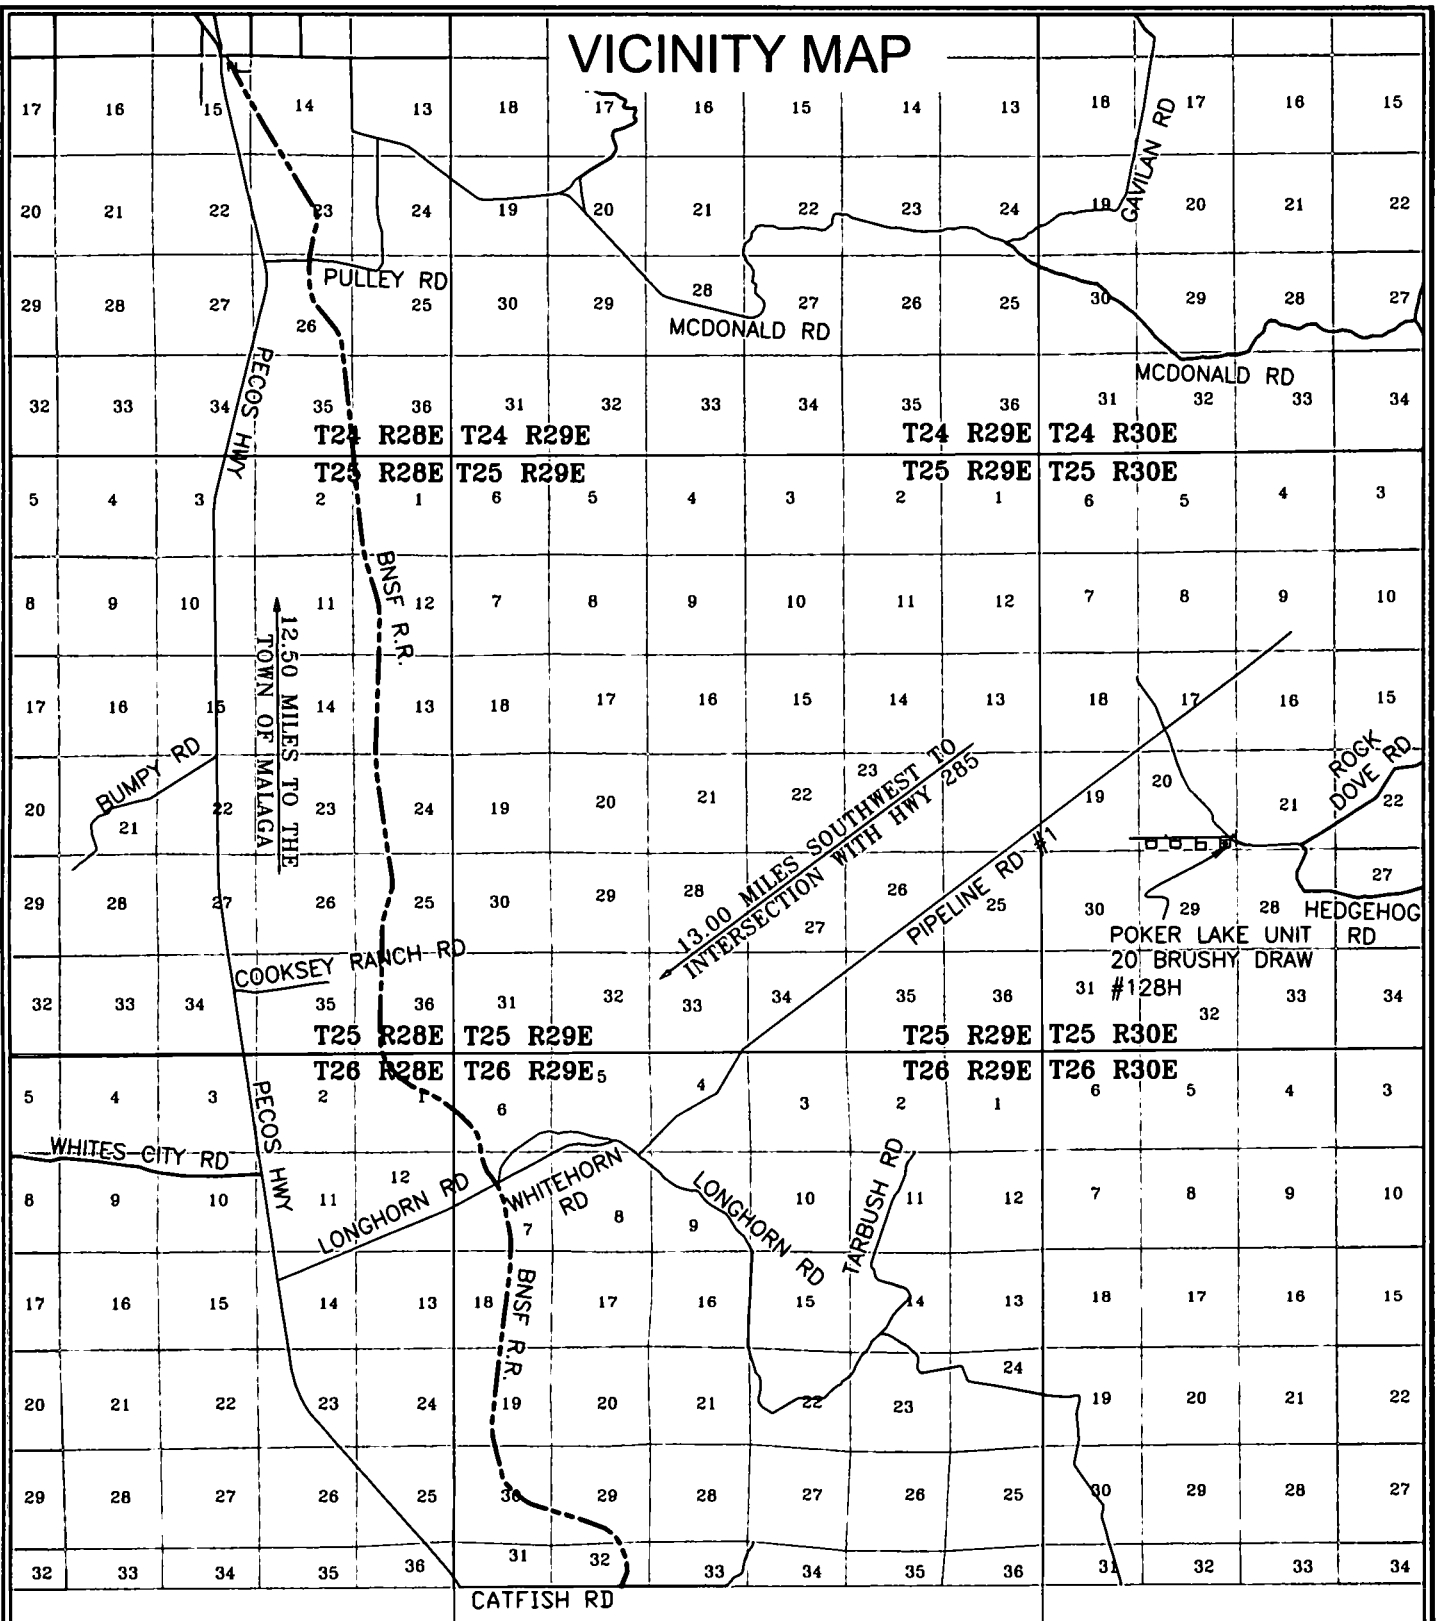 VICINITY MAP
17 16 15 14 13 18 17 16 15 14 13 18 17 16 15
GAVILAN RD
20 21 22 23 24 19 20 21 22 23 24 19 20 21 22
PULLEY RD
29 28 27 26 25 30 29 28 27 26 25 30 29 28 27
MCDONALD RD
MCDONALD RD
PECOS HWY
32 33 34 35 36 31 32 33 34 35 36 31 32 33 34
T24 R28E T24 R29E T24 R29E T24 R30E
T25 R28E T25 R29E T25 R29E T25 R30E
5 4 3 2 1 6 5 4 3 2 1 6 5 4 3
BNSF R.R.
8 9 10 11 12 7 8 9 10 11 12 7 8 9 10
12.50 MILES TO THE
TOWN OF MALAGA
17 16 15 14 13 18 17 16 15 14 13 18 17 16 15
BUMPY RD
ROCK
DOVE RD
20 21 22 23 24 19 20 21 22 23 19 20 21 22
13.00 MILES SOUTHWEST TO
INTERSECTION WITH HWY 285
PIPELINE RD #1
29 28 27 26 25 30 29 28 27 26 25 30 29 28 27
HEDGEHOG
RD
POKER LAKE UNIT
20 BRUSHY DRAW
#128H
COOKSEY RANCH RD
32 33 34 35 36 31 32 33 34 35 36 31 32 33 34
T25 R28E T25 R29E T25 R29E T25 R30E
T26 R28E T26 R29E T26 R29E T26 R30E
5 4 3 2 1 6 5 4 3 2 1 6 5 4 3
PECOS HWY
WHITES CITY RD
8 9 10 11 12 7 8 9 10 11 12 7 8 9 10
LONGHORN RD
WHITEHORN
RD
LONGHORN RD
TARBUSH RD
17 16 15 14 13 18 17 16 15 14 13 18 17 16 15
BNSF R.R.
20 21 22 23 24 19 20 21 22 23 24 19 20 21 22
29 28 27 26 25 30 29 28 27 26 25 30 29 28 27
32 33 34 35 36 31 32 33 34 35 36 31 32 33 34
CATFISH RD